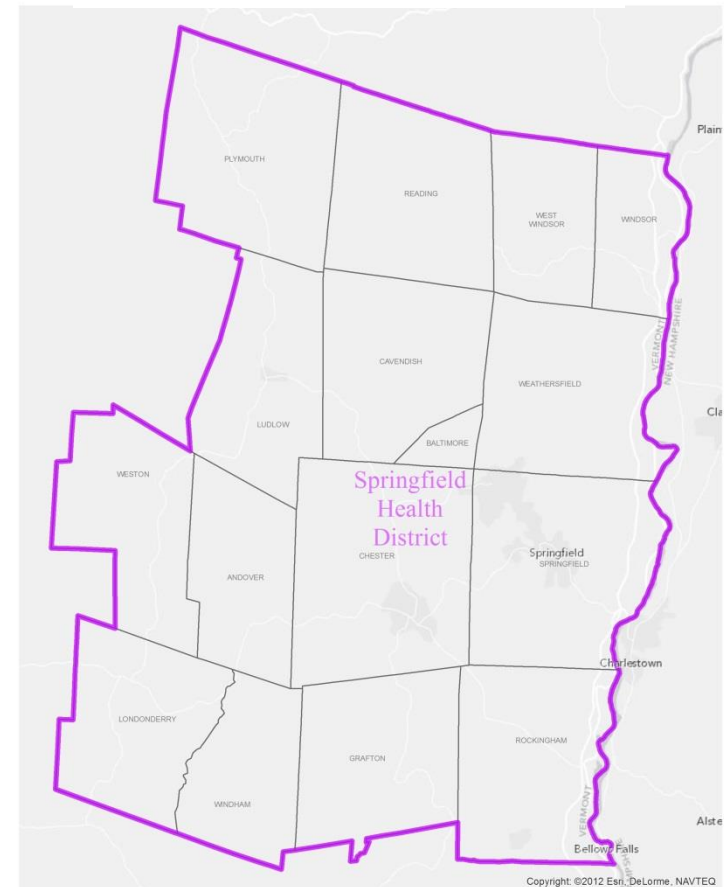 Plain
PLYMOUTH
READING
WEST
WINDSOR
WINDSOR
VERMONT
NEW HAMPSHIRE
CAVENDISH
WEATHERSFIELD
Cla
LUDLOW
BALTIMORE
WESTON
Springfield
Health
District
CHESTER
Springfield
SPRINGFIELD
ANDOVER
Charlestown
LONDONDERRY
ROCKINGHAM
GRAFTON
WINDHAM
VERMONT
Alste
Bellows Falls
Copyright: ©2012 Esri, DeLorme, NAVTEQ